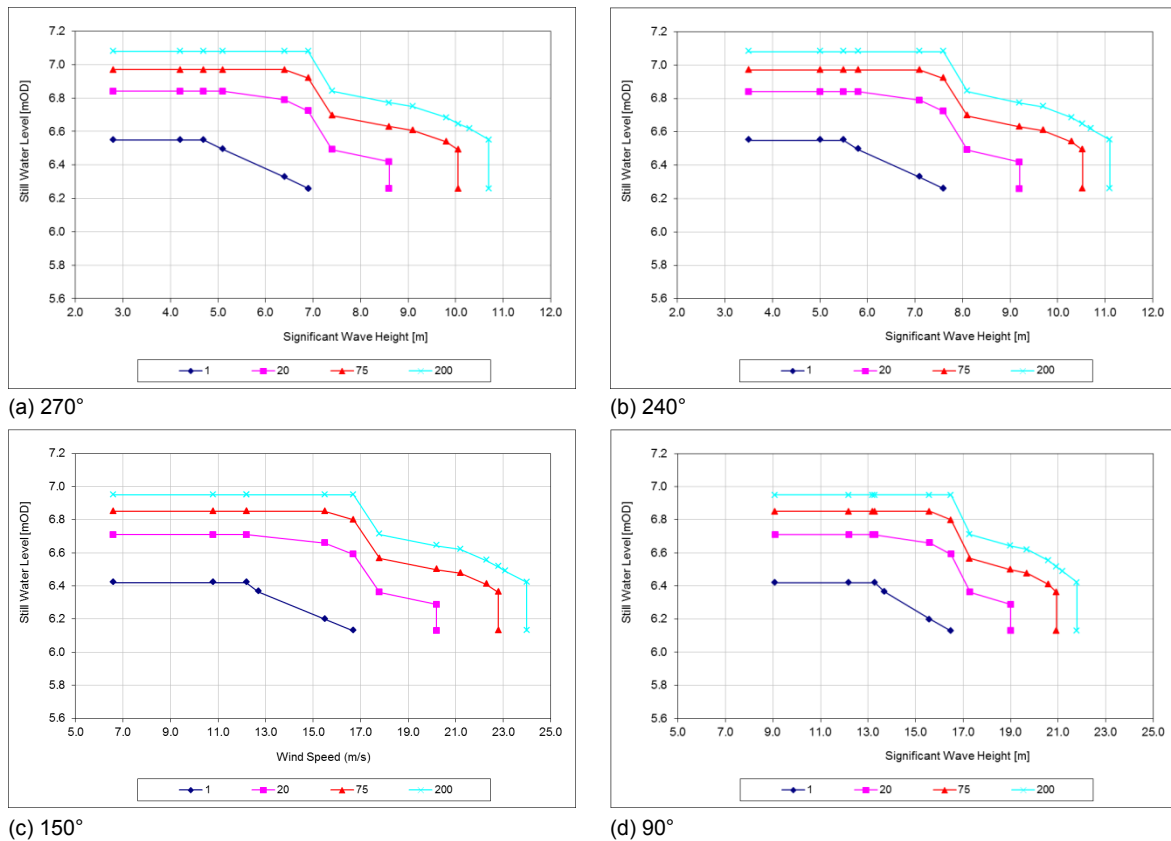 7.2
7.0
6.8
6.6
6.4
6.2
6.0
5.8
5.6
Still Water Level [mOD]
2.0 3.0 4.0 5.0 6.0 7.0 8.0 9.0 10.0 11.0 12.0
Significant Wave Height [m]
1 20 75 200
(a) 270°
7.2
7.0
6.8
6.6
6.4
6.2
6.0
5.8
5.6
Still Water Level [mOD]
2.0 3.0 4.0 5.0 6.0 7.0 8.0 9.0 10.0 11.0 12.0
Significant Wave Height [m]
1 20 75 200
(b) 240°
7.2
7.0
6.8
6.6
6.4
6.2
6.0
5.8
5.6
Still Water Level [mOD]
5.0 7.0 9.0 11.0 13.0 15.0 17.0 19.0 21.0 23.0 25.0
Wind Speed (m/s)
1 20 75 200
(c) 150°
7.2
7.0
6.8
6.6
6.4
6.2
6.0
5.8
5.6
Still Water Level [mOD]
5.0 7.0 9.0 11.0 13.0 15.0 17.0 19.0 21.0 23.0 25.0
Significant Wave Height [m]
1 20 75 200
(d) 90°